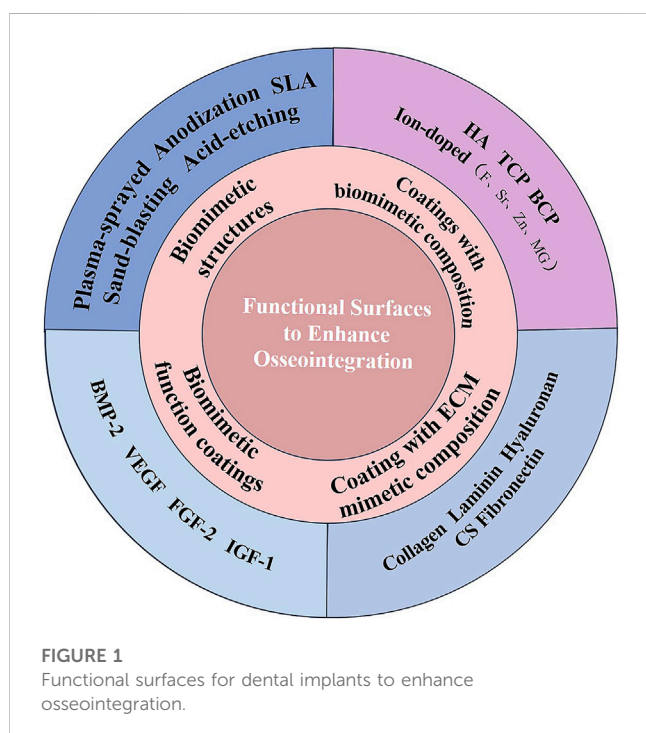 Plasma-sprayed Anodization SLA
Sand-blasting Acid-etching
HA TCP BCP
Ion-doped (F、Sr、Zn、MG)
Biomimetic
structures
Coatings with
biomimetic composition
Functional Surfaces
to Enhance
Osseointegration
Biomimetic
function coatings
Coating with ECM
mimetic composition
BMP-2 VEGF FGF-2 IGF-1
Collagen Laminin Hyaluronan
CS Fibronectin
FIGURE 1
Functional surfaces for dental implants to enhance
osseointegration.